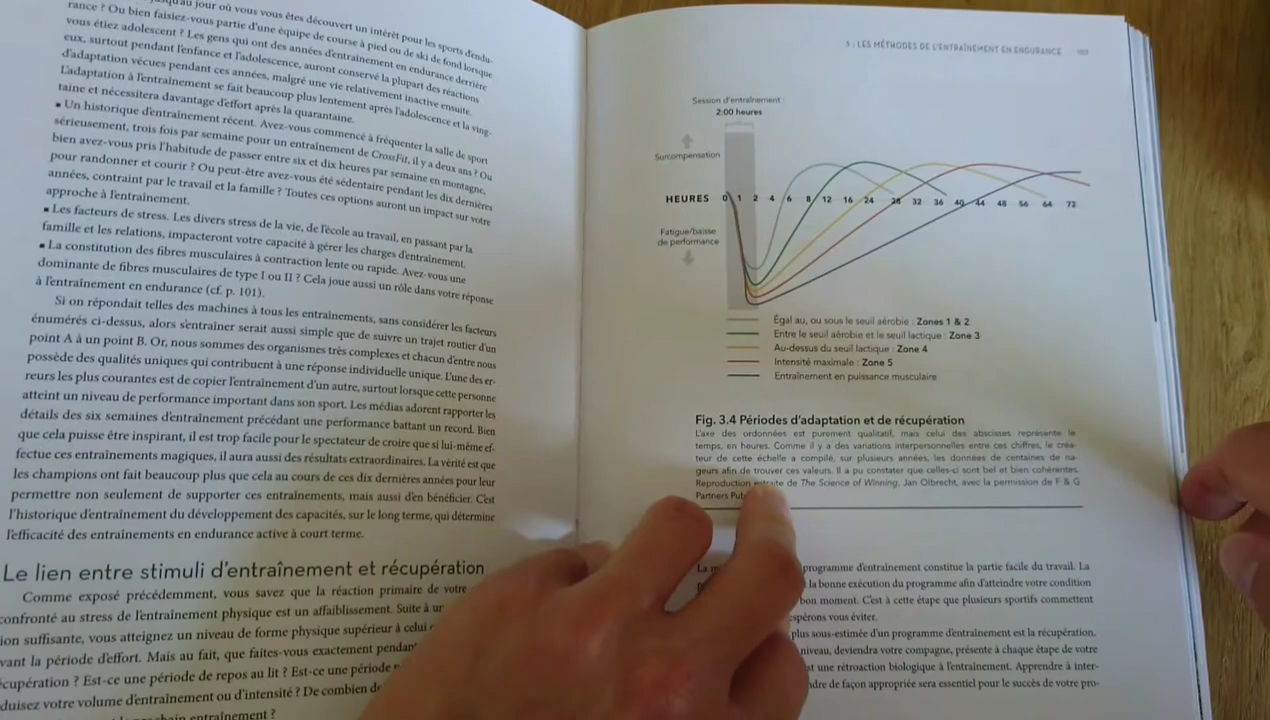 jour où vous vous êtes découvert un intérêt pour les sports d'endu-
rance ? Ou bien faisiez-vous partie d'une équipe de course à pied ou de ski de fond lorsque
vous étiez adolescent ? Les gens qui ont des années d'entraînement en endurance derrière
eux, surtout pendant l'enfance et l'adolescence, auront conservé la plupart des réactions
d'adaptation vécues pendant ces années, malgré une vie relativement inactive ensuite.
L'adaptation à l'entraînement se fait beaucoup plus lentement après l'adolescence et la ving-
taine et nécessitera davantage d'effort après la quarantaine.
▪ Un historique d'entraînement récent. Avez-vous commencé à fréquenter la salle de sport
sérieusement, trois fois par semaine pour un entraînement de CrossFit, il y a deux ans ? Ou
bien avez-vous pris l'habitude de passer entre six et dix heures par semaine en montagne,
pour randonner et courir ? Ou peut-être avez-vous été sédentaire pendant les dix dernières
années, contraint par le travail et la famille ? Toutes ces options auront un impact sur votre
approche à l'entraînement.
▪ Les facteurs de stress. Les divers stress de la vie, de l'école au travail, en passant par la
famille et les relations, impacteront votre capacité à gérer les charges d'entraînement.
▪ La constitution des fibres musculaires à contraction lente ou rapide. Avez-vous une
dominante de fibres musculaires de type I ou II ? Cela joue aussi un rôle dans votre réponse
à l'entraînement en endurance (cf. p. 101).
Si on répondait telles des machines à tous les entraînements, sans considérer les facteurs
énumérés ci-dessus, alors s'entraîner serait aussi simple que de suivre un trajet routier d'un
point A à un point B. Or, nous sommes des organismes très complexes et chacun d'entre nous
possède des qualités uniques qui contribuent à une réponse individuelle unique. L'une des er-
reurs les plus courantes est de copier l'entraînement d'un autre, surtout lorsque cette personne
atteint un niveau de performance important dans son sport. Les médias adorent rapporter les
détails des six semaines d'entraînement précédant une performance battant un record. Bien
que cela puisse être inspirant, il est trop facile pour le spectateur de croire que si lui-même ef-
fectue ces entraînements magiques, il aura aussi des résultats extraordinaires. La vérité est que
les champions ont fait beaucoup plus que cela au cours de ces dix dernières années pour leur
permettre non seulement de supporter ces entraînements, mais aussi d'en bénéficier. C'est
l'historique d'entraînement du développement des capacités, sur le long terme, qui détermine
l'efficacité des entraînements en endurance active à court terme.
Le lien entre stimuli d'entraînement et récupération
Comme exposé précédemment, vous savez que la réaction primaire de votre
confronté au stress de l'entraînement physique est un affaiblissement. Suite à
ion suffisante, vous atteignez un niveau de forme physique supérieur à celui
vant la période d'effort. Mais au fait, que faites-vous exactement pendant
cupération ? Est-ce une période de repos au lit ? Est-ce une période
duisez votre volume d'entraînement ou d'intensité ? De combien
prochain entraînement ?
3 : LES MÉTHODES DE L'ENTRAÎNEMENT EN ENDURANCE
Session d'entraînement :
2:00 heures
Surcompensation
HEURES 0 1 2 4 6 8 12 16 24 28 32 36 40 44 48 56 64 72
Fatigue/baisse
de performance
Égal au, ou sous le seuil aérobie : Zones 1 & 2
Entre le seuil aérobie et le seuil lactique : Zone 3
Au-dessus du seuil lactique : Zone 4
Intensité maximale : Zone 5
Entraînement en puissance musculaire
Fig. 3.4 Périodes d'adaptation et de récupération
L'axe des ordonnées est purement qualitatif, mais celui des abscisses représente le
temps, en heures. Comme il y a des variations interpersonnelles entre ces chiffres, le créa-
teur de cette échelle a compilé, sur plusieurs années, les données de centaines de na-
geurs afin de trouver ces valeurs. Il a pu constater que celles-ci sont bel et bien cohérentes.
Reproduction extraite de The Science of Winning, Jan Olbrecht, avec la permission de F & G
Partners
La programme d'entraînement constitue la partie facile du travail. La
la bonne exécution du programme afin d'atteindre votre condition
bon moment. C'est à cette étape que plusieurs sportifs commettent
espérons vous éviter.
plus sous-estimée d'un programme d'entraînement est la récupération.
niveau, deviendra votre compagne, présente à chaque étape de votre
une rétroaction biologique à l'entraînement. Apprendre à inter-
de façon appropriée sera essentiel pour le succès de votre pro-